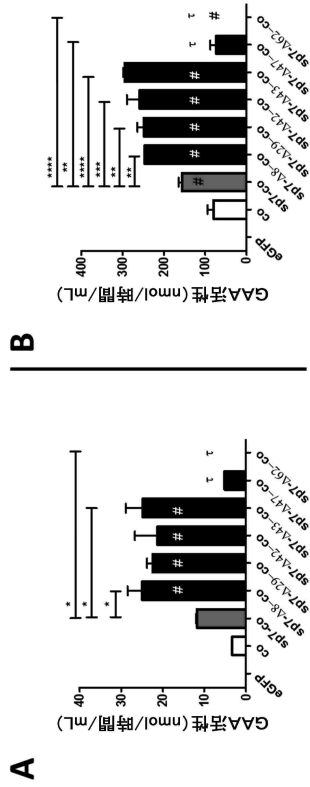 A
GAA活性(nmol/時間/mL)
40
30
20
10
0
*
*
*
#
#
#
#
τ
τ
eGFP
co
sp7-co
sp7-Δ8-co
sp7-Δ29-co
sp7-Δ42-co
sp7-Δ43-co
sp7-Δ47-co
sp7-Δ62-co
B
GAA活性(nmol/時間/mL)
400
300
200
100
0
****
**
****
***
**
**
#
#
#
#
#
τ
τ
#
eGFP
co
sp7-co
sp7-Δ8-co
sp7-Δ29-co
sp7-Δ42-co
sp7-Δ43-co
sp7-Δ47-co
sp7-Δ62-co